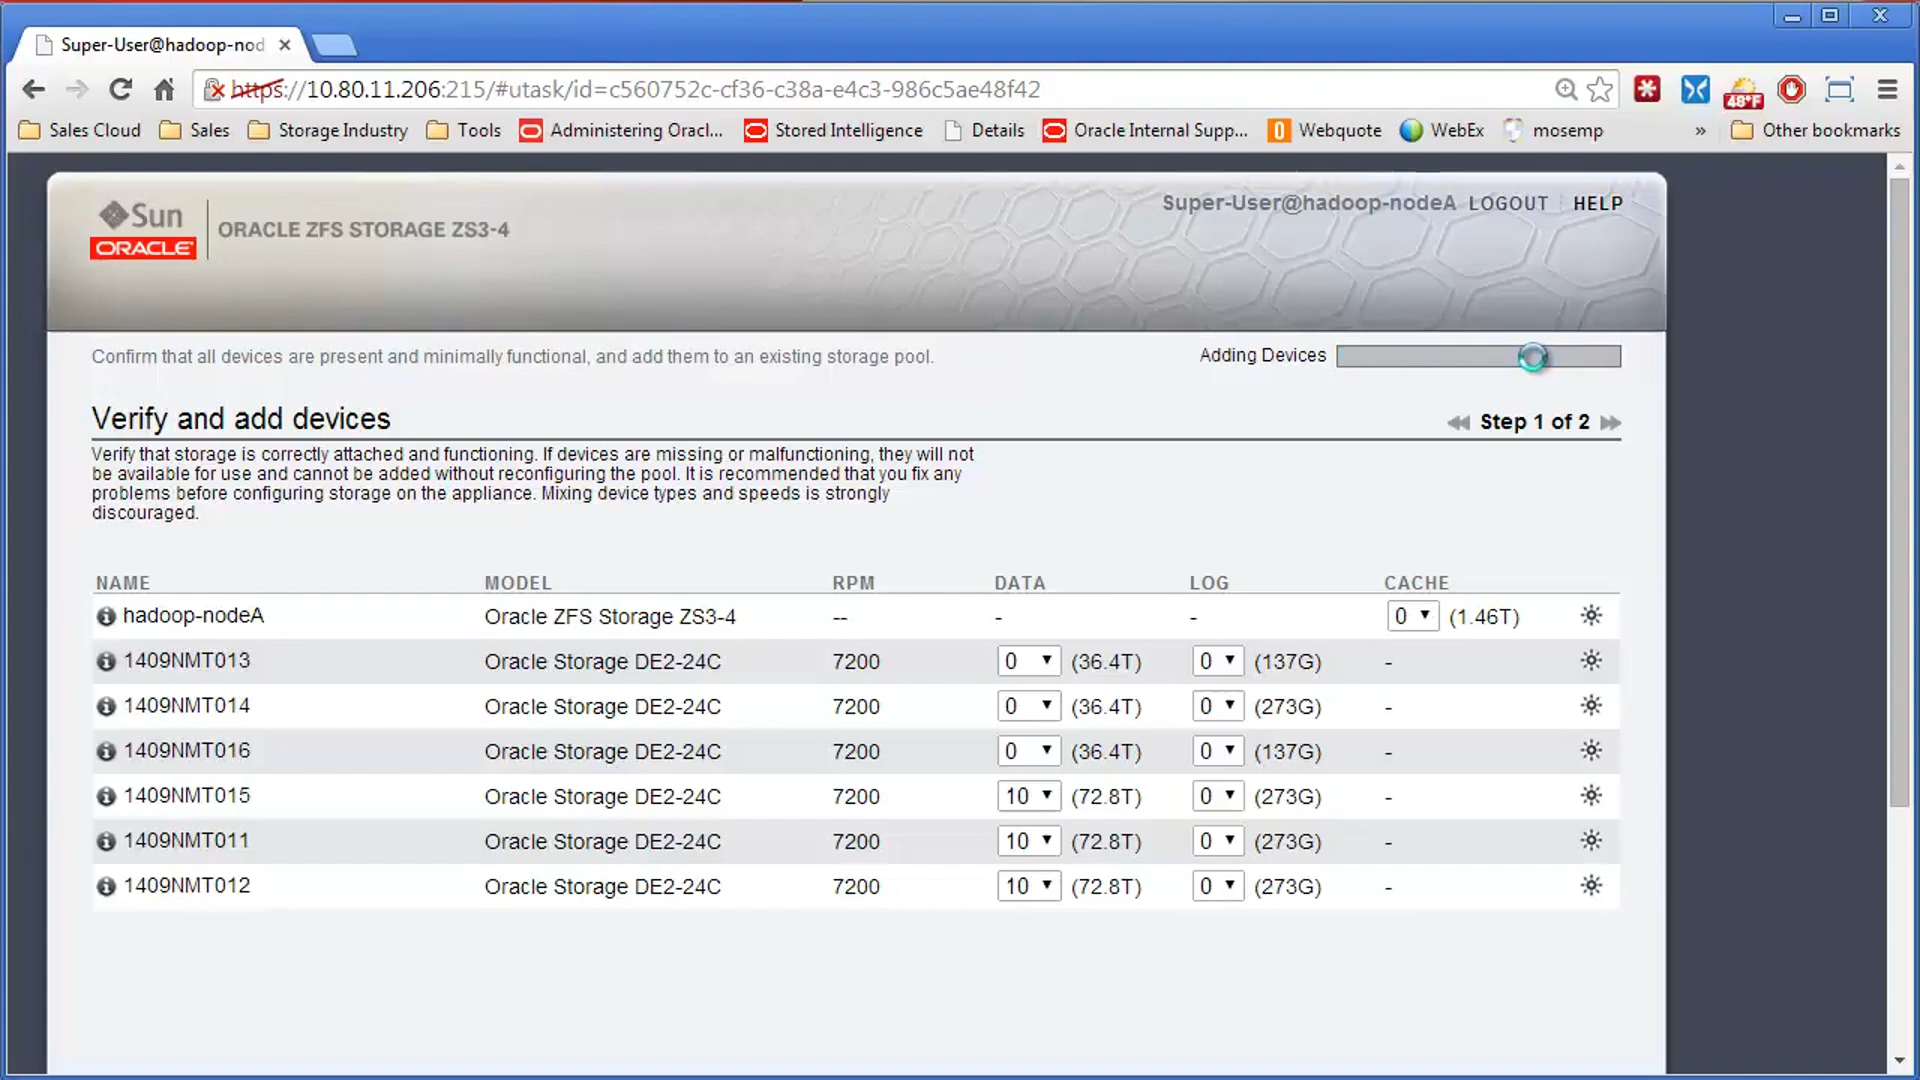 Super-User@hadoop-nod
https://10.80.11.206:215/#utask/id=c560752c-cf36-c38a-e4c3-986c5ae48f42
48°F
Sales Cloud Sales Storage Industry Tools Administering Oracl... Stored Intelligence Details Oracle Internal Supp... Webquote WebEx mosemp » Other bookmarks
Super-User@hadoop-nodeA LOGOUT HELP
Sun
ORACLE
ORACLE ZFS STORAGE ZS3-4
Confirm that all devices are present and minimally functional, and add them to an existing storage pool.
Adding Devices
Verify and add devices
Step 1 of 2
Verify that storage is correctly attached and functioning. If devices are missing or malfunctioning, they will not
be available for use and cannot be added without reconfiguring the pool. It is recommended that you fix any
problems before configuring storage on the appliance. Mixing device types and speeds is strongly
discouraged.
NAME MODEL RPM DATA LOG CACHE
hadoop-nodeA Oracle ZFS Storage ZS3-4 -- - - 0 (1.46T)
1409NMT013 Oracle Storage DE2-24C 7200 0 (36.4T) 0 (137G) -
1409NMT014 Oracle Storage DE2-24C 7200 0 (36.4T) 0 (273G) -
1409NMT016 Oracle Storage DE2-24C 7200 0 (36.4T) 0 (137G) -
1409NMT015 Oracle Storage DE2-24C 7200 10 (72.8T) 0 (273G) -
1409NMT011 Oracle Storage DE2-24C 7200 10 (72.8T) 0 (273G) -
1409NMT012 Oracle Storage DE2-24C 7200 10 (72.8T) 0 (273G) -